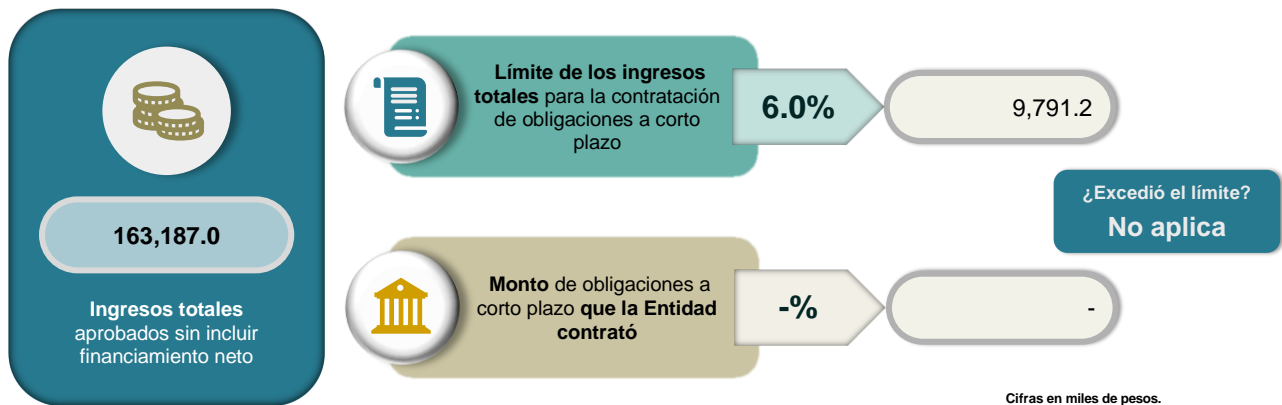 163,187.0
Ingresos totales
aprobados sin incluir
financiamiento neto
Límite de los ingresos
totales para la contratación
de obligaciones a corto
plazo
6.0%
9,791.2
¿Excedió el límite?
No aplica
Monto de obligaciones a
corto plazo que la Entidad
contrató
-%
-
Cifras en miles de pesos.